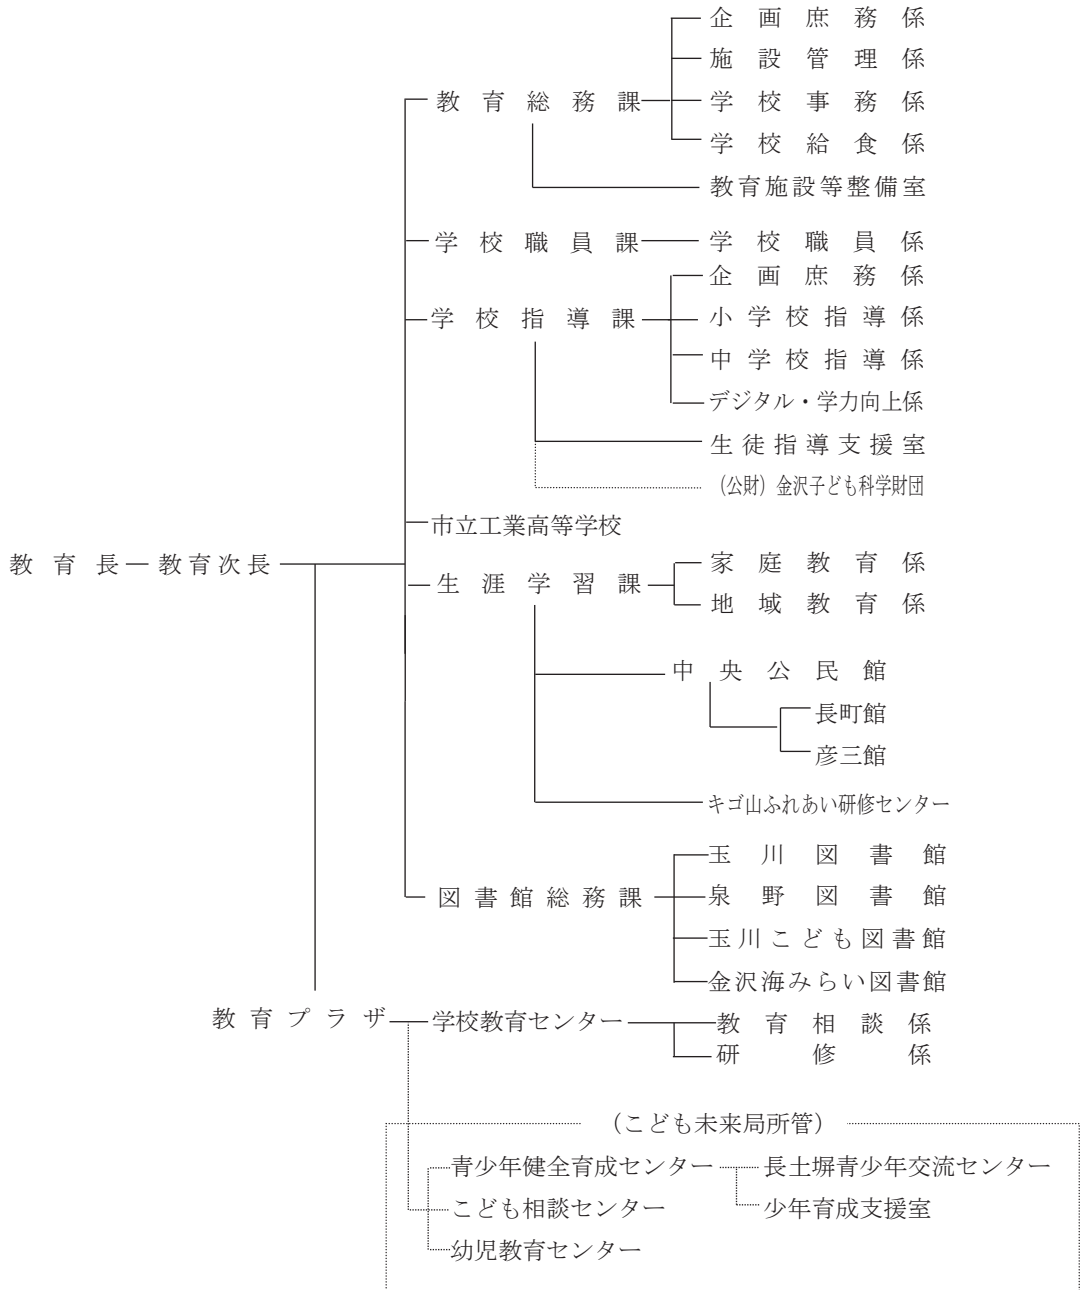 企画庶務係
施設管理係
教育総務課 学校事務係
学校給食係
教育施設等整備室
学校職員課 学校職員係
企画庶務係
学校指導課 小学校指導係
中学校指導係
デジタル・学力向上係
生徒指導支援室
（公財）金沢子ども科学財団
市立工業高等学校
教育長 教育次長
生涯学習課 家庭教育係
地域教育係
中央公民館
長町館
彦三館
キゴ山ふれあい研修センター
玉川図書館
図書館総務課 泉野図書館
玉川こども図書館
金沢海みらい図書館
教育プラザ 学校教育センター 教育相談係
研修係
（こども未来局所管）
青少年健全育成センター 長土塀青少年交流センター
こども相談センター 少年育成支援室
幼児教育センター